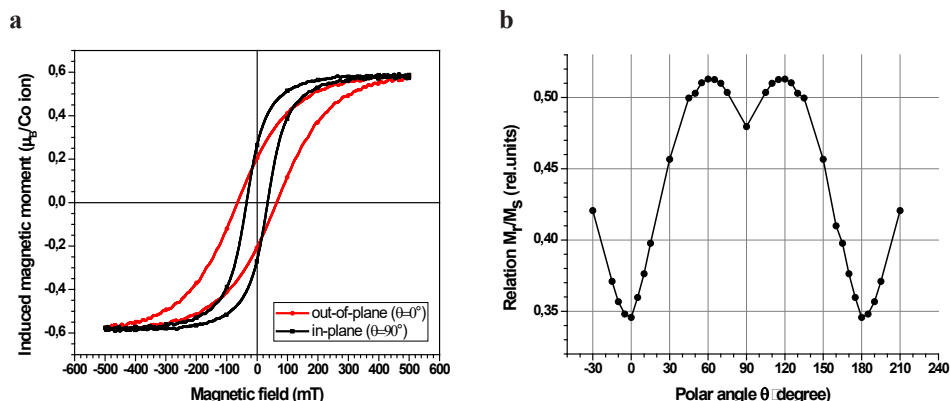 a
Induced magnetic moment (μB/Co ion)
0,6
0,4
0,2
0,0
-0,2
-0,4
-0,6
out-of-plane (θ=0°)
in-plane (θ=90°)
-600 -500 -400 -300 -200 -100 0 100 200 300 400 500 600
Magnetic field (mT)
b
Relation Mr/MS (rel.units)
0,50
0,45
0,40
0,35
-30 0 30 60 90 120 150 180 210 240
Polar angle θ degree)